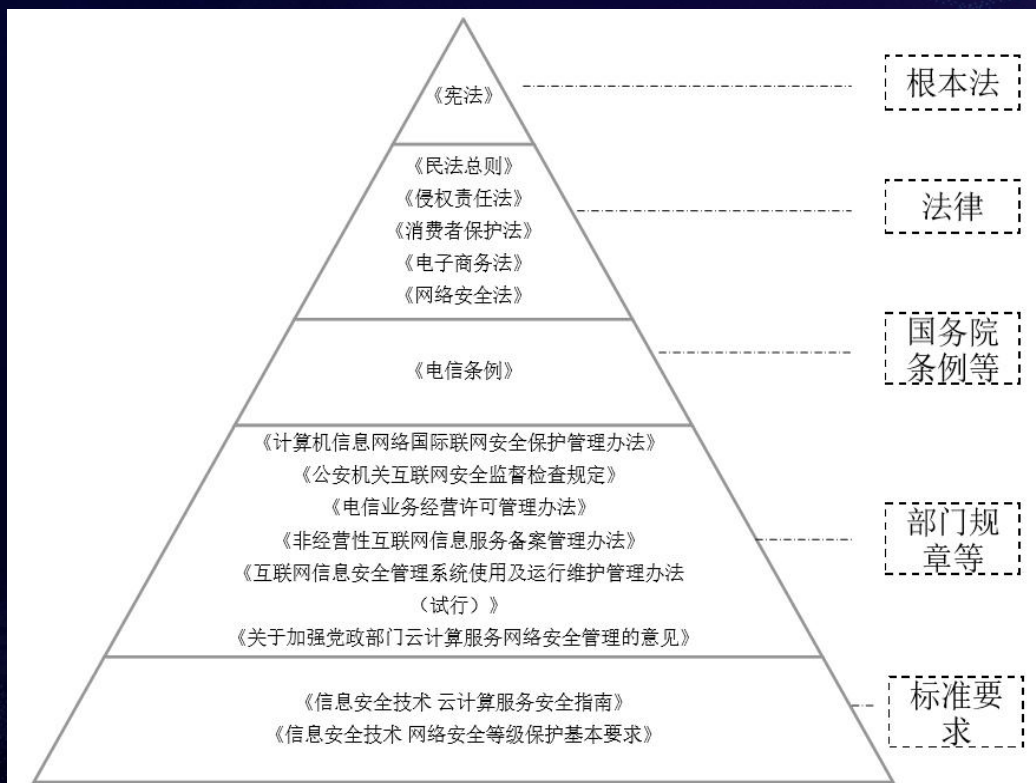 《宪法》
根本法
《民法总则》
《侵权责任法》
《消费者保护法》
《电子商务法》
《网络安全法》
法律
《电信条例》
国务院
条例等
《计算机信息网络国际联网安全保护管理办法》
《公安机关互联网安全监督检查规定》
《电信业务经营许可管理办法》
《非经营性互联网信息服务备案管理办法》
《互联网信息安全管理系统使用及运行维护管理办法
（试行）》
《关于加强党政部门云计算服务网络安全管理的意见》
部门规
章等
《信息安全技术 云计算服务安全指南》
《信息安全技术 网络安全等级保护基本要求》
标准要
求